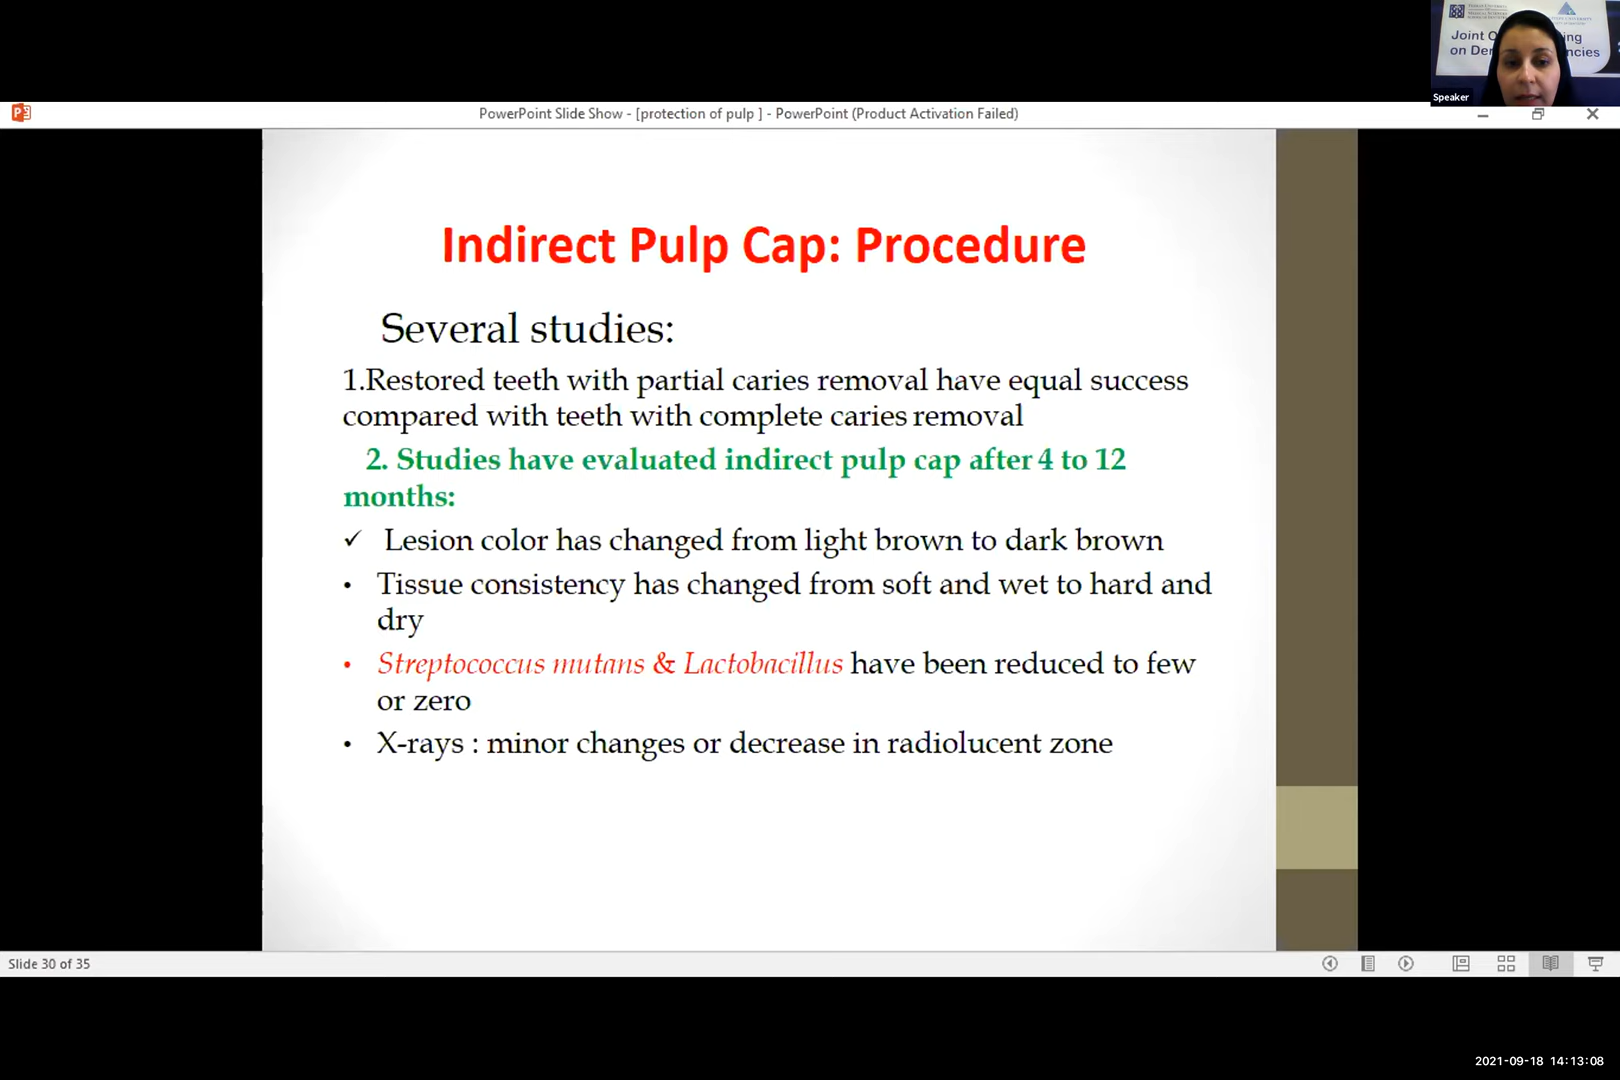 Joint O ing
on Der ncies
Speaker
PowerPoint Slide Show - [protection of pulp ] - PowerPoint (Product Activation Failed)
Indirect Pulp Cap: Procedure
Several studies:
1.Restored teeth with partial caries removal have equal success
compared with teeth with complete caries removal
2. Studies have evaluated indirect pulp cap after 4 to 12
months:
✓ Lesion color has changed from light brown to dark brown
• Tissue consistency has changed from soft and wet to hard and
dry
• Streptococcus mutans & Lactobacillus have been reduced to few
or zero
• X-rays : minor changes or decrease in radiolucent zone
Slide 30 of 35
2021-09-18 14:13:08